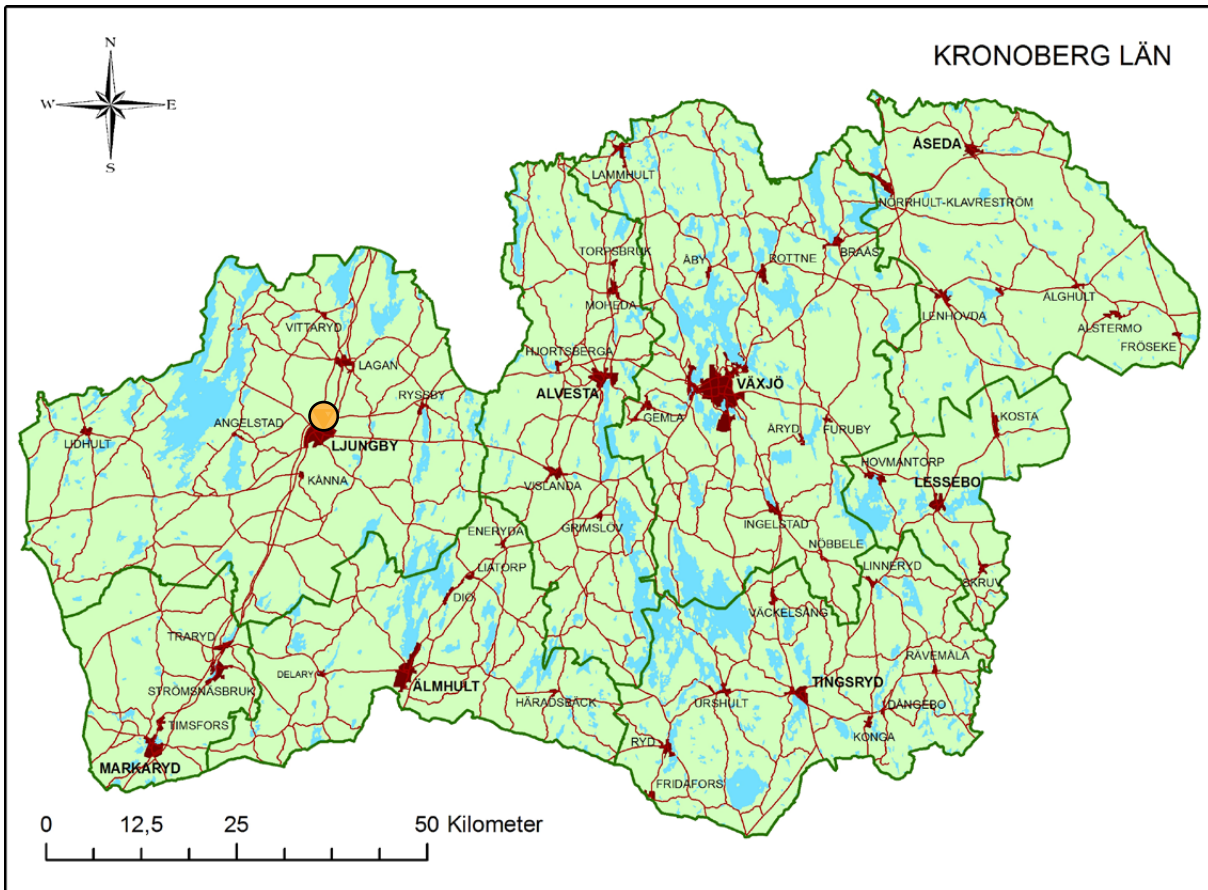 KRONOBERG LÄN
N
W
E
S
ÅSEDA
LAMMHULT
NORRHULT-KLAVRESTRÖM
TORPSBRUK
ÅBY
ROTTNE
BRAÅS
MOHEDA
LENHOVDA
ÄLGHULT
ALSTERMO
FRÖSEKE
VITTARYD
LAGAN
HJORTSBERGA
ALVESTA
VÄXJÖ
RYSSBY
GEMLA
KOSTA
LIDHULT
ANGELSTAD
LJUNGBY
ÅRYD
FURUBY
HOVMANTORP
LESSEBO
KÅNNA
VISLANDA
GRIMSLÖV
INGELSTAD
NÖBBELE
ENERYDA
LIATORP
LINNERYD
SKRUV
DIÖ
VÄCKELSÅNG
TRARYD
RÄVEMÅLA
DELARY
ÄLMHULT
STRÖMSNÄSBRUK
HÄRADSBÄCK
URSHULT
TINGSRYD
DÅNGEBO
TIMSFORS
KONGA
RYD
MARKARYD
FRIDAFORS
0 12,5 25 50 Kilometer